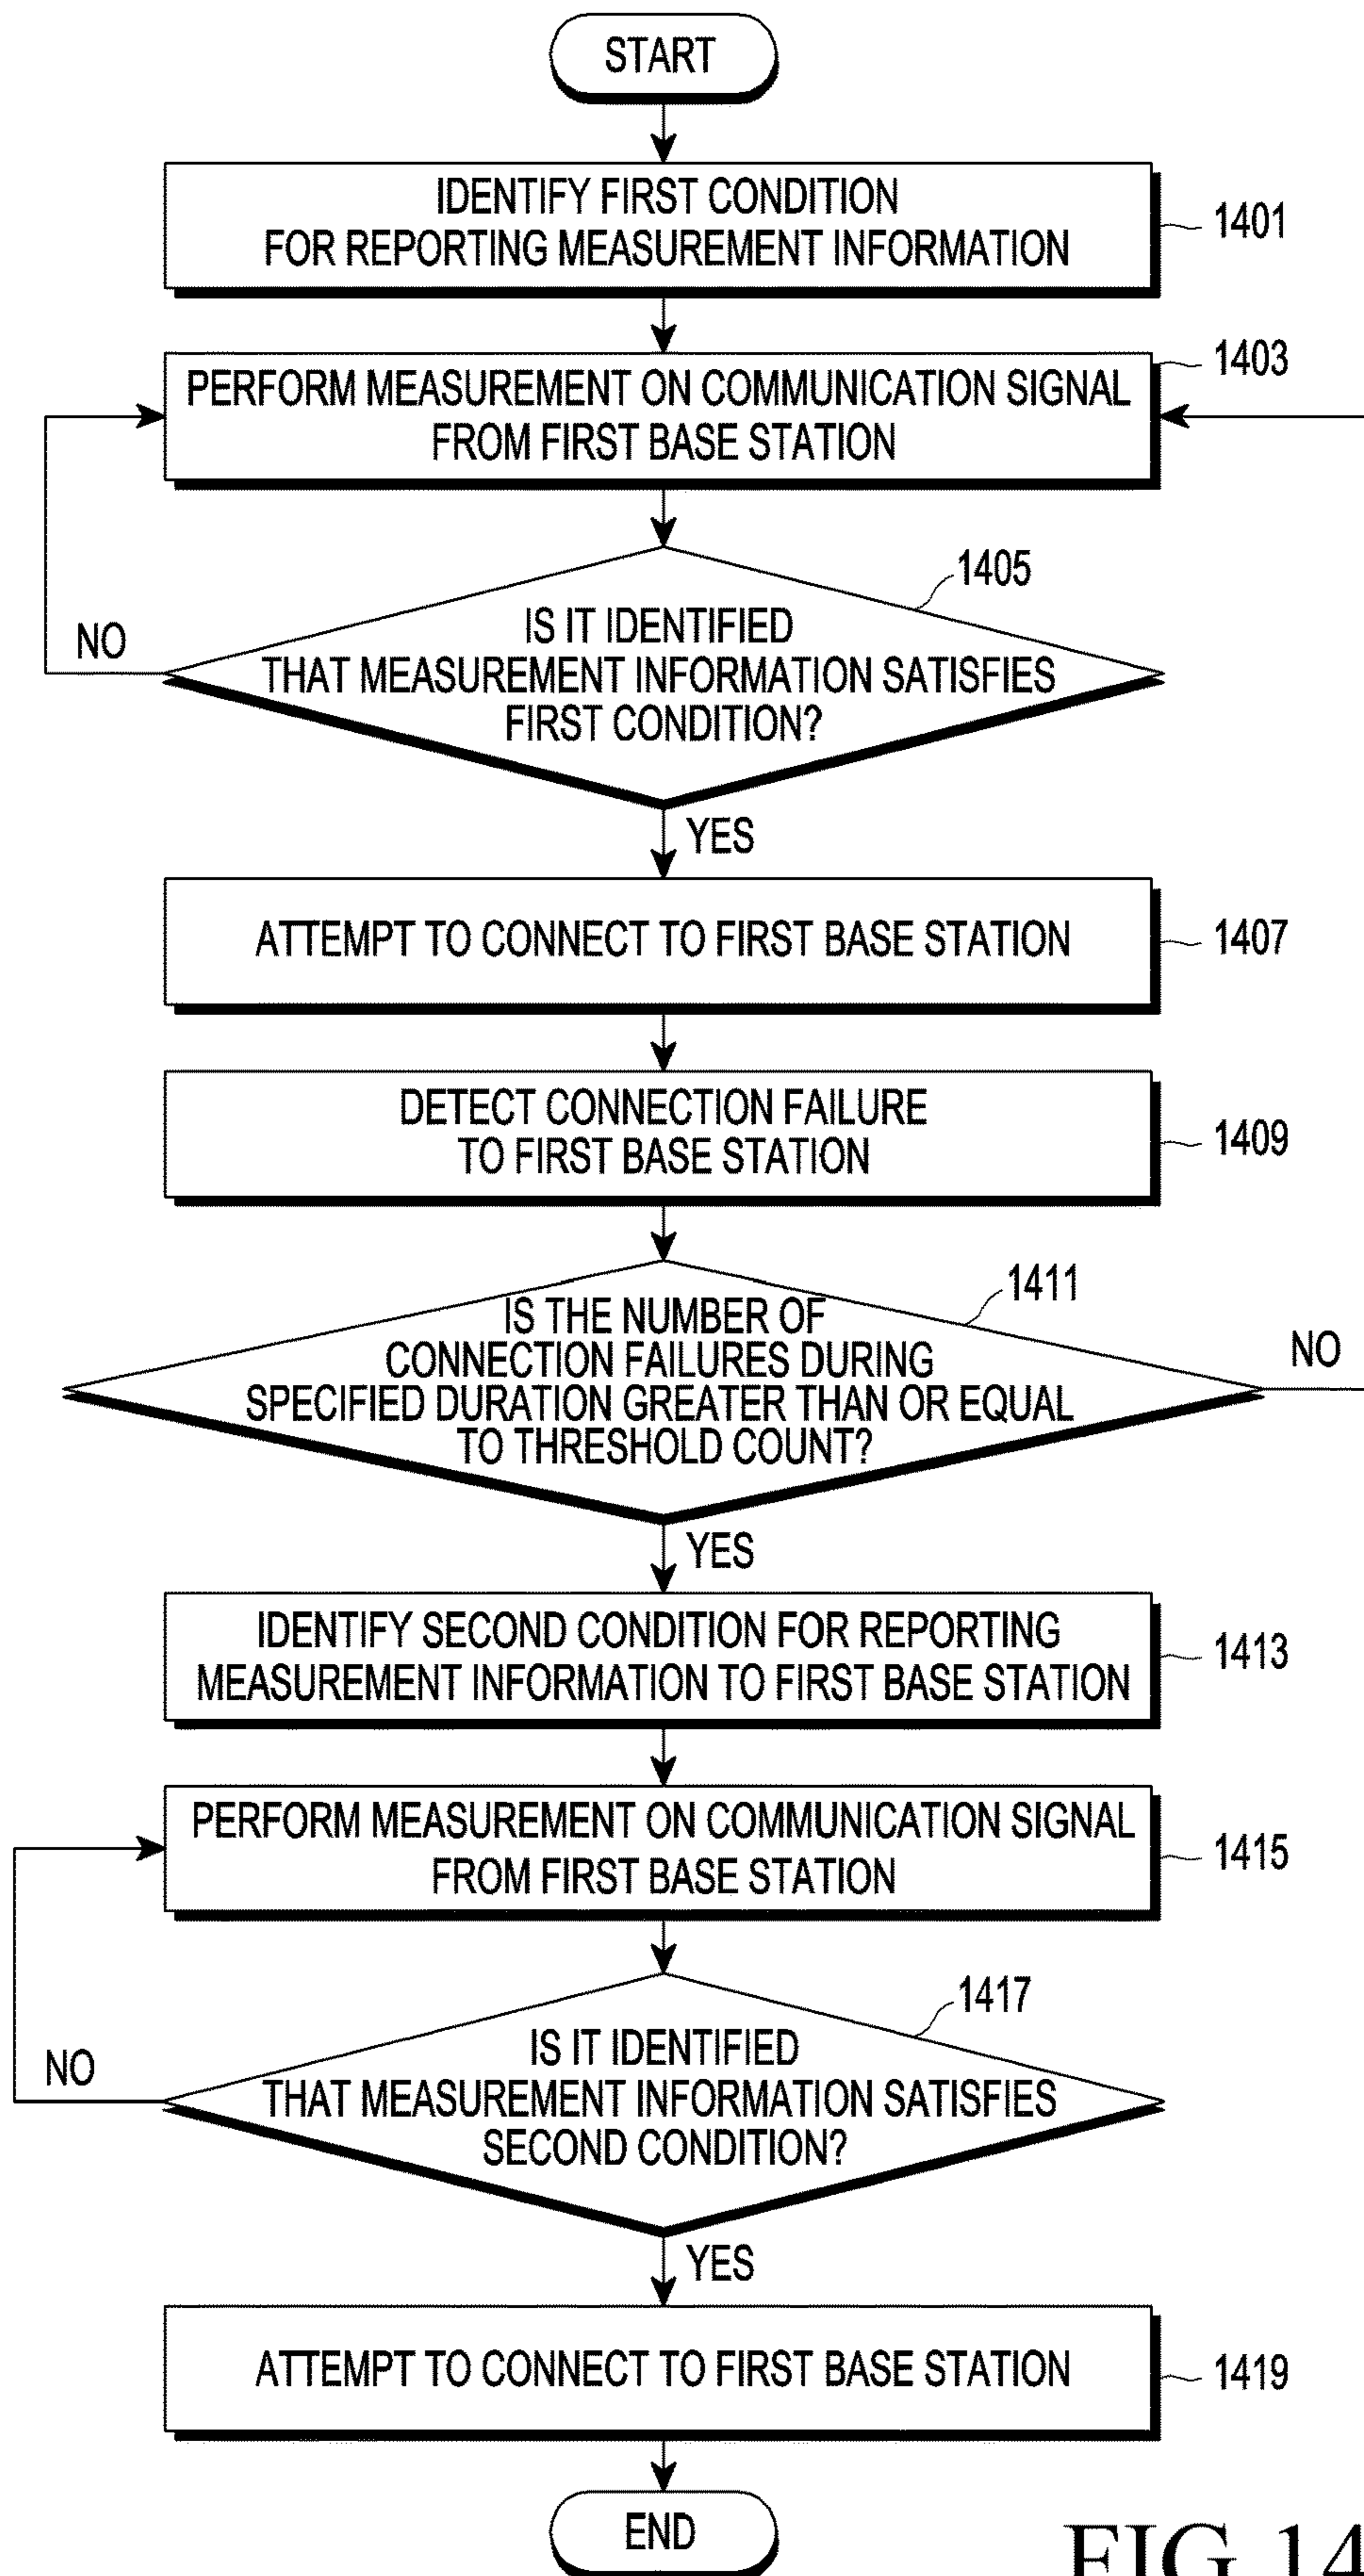 START
IDENTIFY FIRST CONDITION
FOR REPORTING MEASUREMENT INFORMATION
1401
PERFORM MEASUREMENT ON COMMUNICATION SIGNAL
FROM FIRST BASE STATION
1403
1405
IS IT IDENTIFIED
THAT MEASUREMENT INFORMATION SATISFIES
FIRST CONDITION?
NO
YES
ATTEMPT TO CONNECT TO FIRST BASE STATION
1407
DETECT CONNECTION FAILURE
TO FIRST BASE STATION
1409
1411
IS THE NUMBER OF
CONNECTION FAILURES DURING
SPECIFIED DURATION GREATER THAN OR EQUAL
TO THRESHOLD COUNT?
NO
YES
IDENTIFY SECOND CONDITION FOR REPORTING
MEASUREMENT INFORMATION TO FIRST BASE STATION
1413
PERFORM MEASUREMENT ON COMMUNICATION SIGNAL
FROM FIRST BASE STATION
1415
1417
IS IT IDENTIFIED
THAT MEASUREMENT INFORMATION SATISFIES
SECOND CONDITION?
NO
YES
ATTEMPT TO CONNECT TO FIRST BASE STATION
1419
END
FIG.14